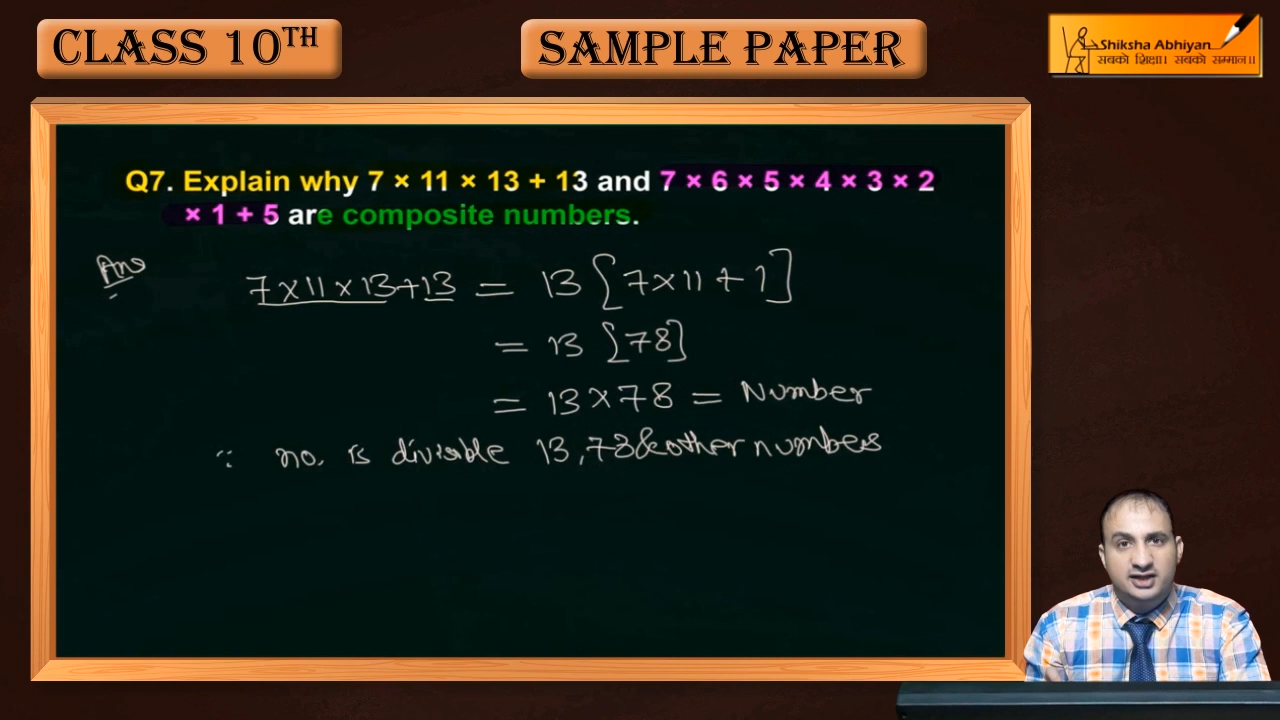 CLASS 10TH
SAMPLE PAPER
Shiksha Abhiyan
सबको शिक्षा। सबको सम्मान।।
Q7. Explain why 7 × 11 × 13 + 13 and 7 × 6 × 5 × 4 × 3 × 2
× 1 + 5 are composite numbers.
Ans
7×11×13+13 = 13 [7×11+1]
= 13 [78]
= 13×78 = Number
∵ no. is divisible 13,78&other numbers